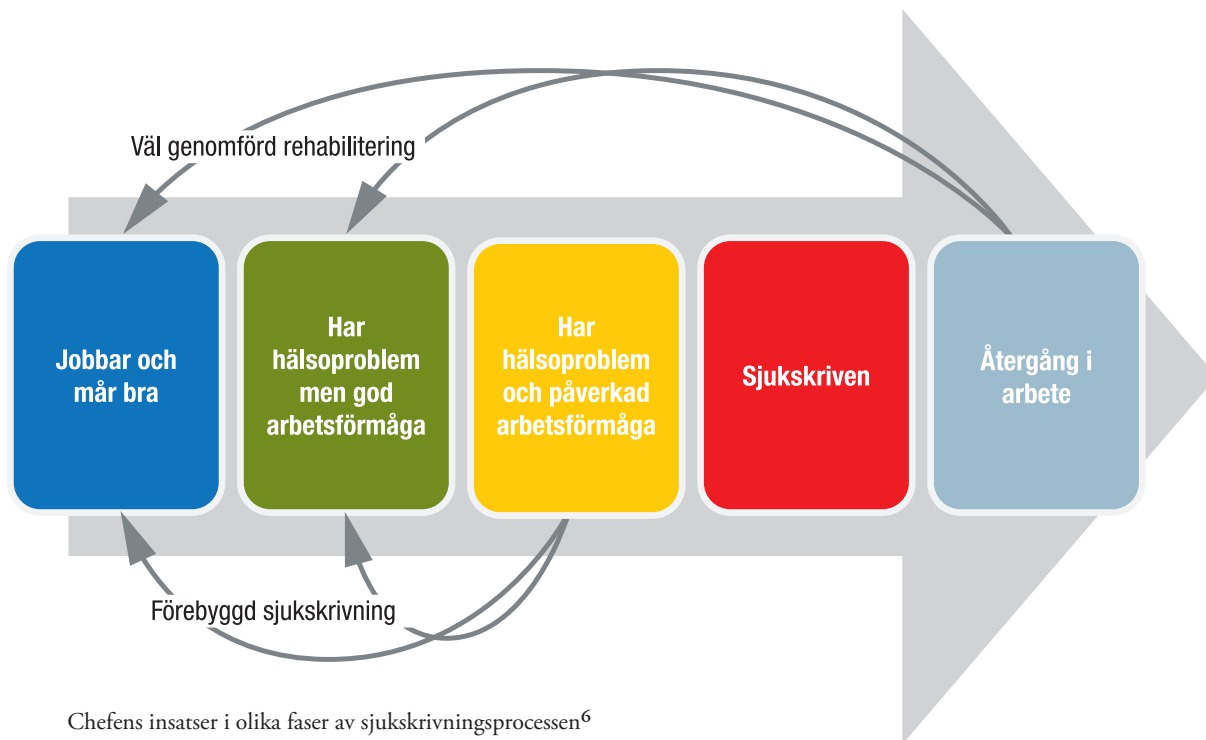 Väl genomförd rehabilitering
Jobbar och
mår bra
Har
hälsoproblem
men god
arbetsförmåga
Har
hälsoproblem
och påverkad
arbetsförmåga
Sjukskriven
Återgång i
arbete
Förebyggd sjukskrivning
Chefens insatser i olika faser av sjukskrivningsprocessen⁶